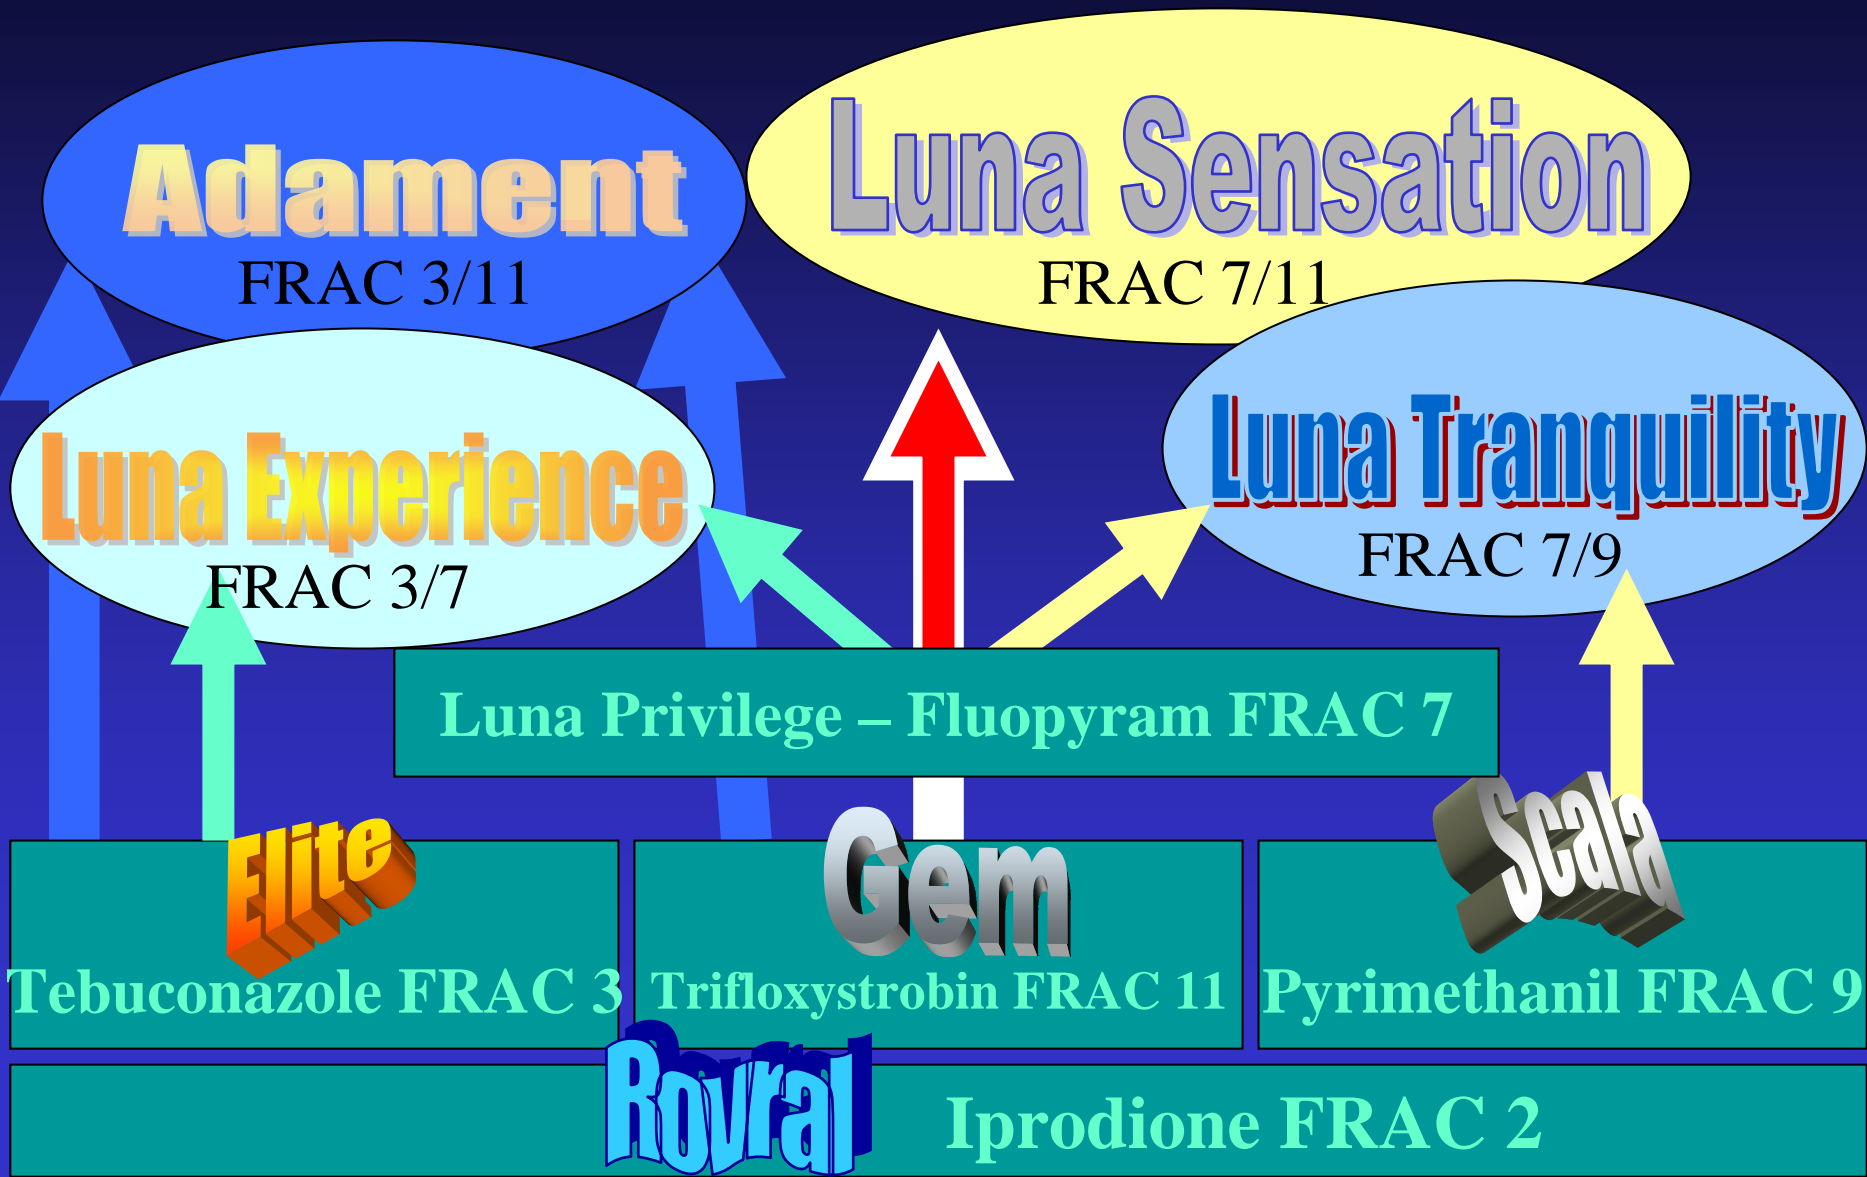 Adament
FRAC 3/11
Luna Sensation
FRAC 7/11
Luna Experience
FRAC 3/7
Luna Tranquility
FRAC 7/9
Luna Privilege – Fluopyram FRAC 7
Elite
Tebuconazole FRAC 3
Gem
Trifloxystrobin FRAC 11
Scala
Pyrimethanil FRAC 9
Rovral
Iprodione FRAC 2